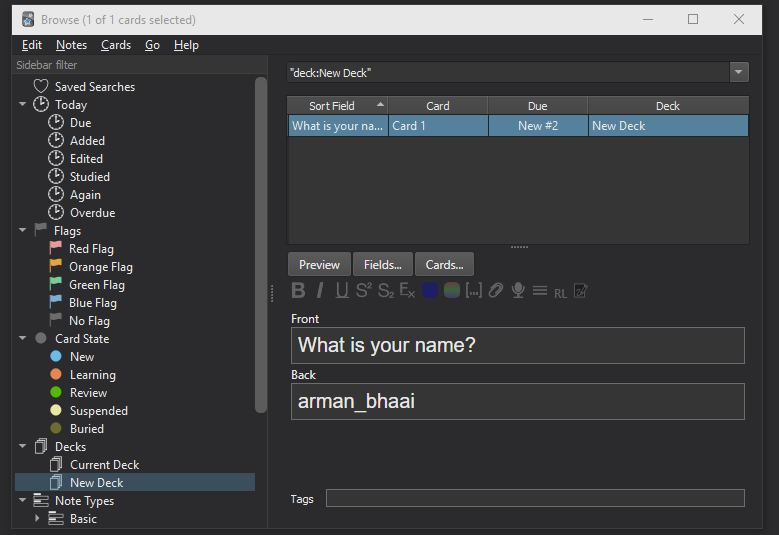 Browse (1 of 1 cards selected)
Edit Notes Cards Go Help
Sidebar filter
Saved Searches
Today
Due
Added
Edited
Studied
Again
Overdue
Flags
Red Flag
Orange Flag
Green Flag
Blue Flag
No Flag
Card State
New
Learning
Review
Suspended
Buried
Decks
Current Deck
New Deck
Note Types
Basic
"deck:New Deck"
Sort Field Card Due Deck
What is your na... Card 1 New #2 New Deck
Preview Fields... Cards...
B I U S² S₂ Ex [...] RL
Front
What is your name?
Back
arman_bhaai
Tags